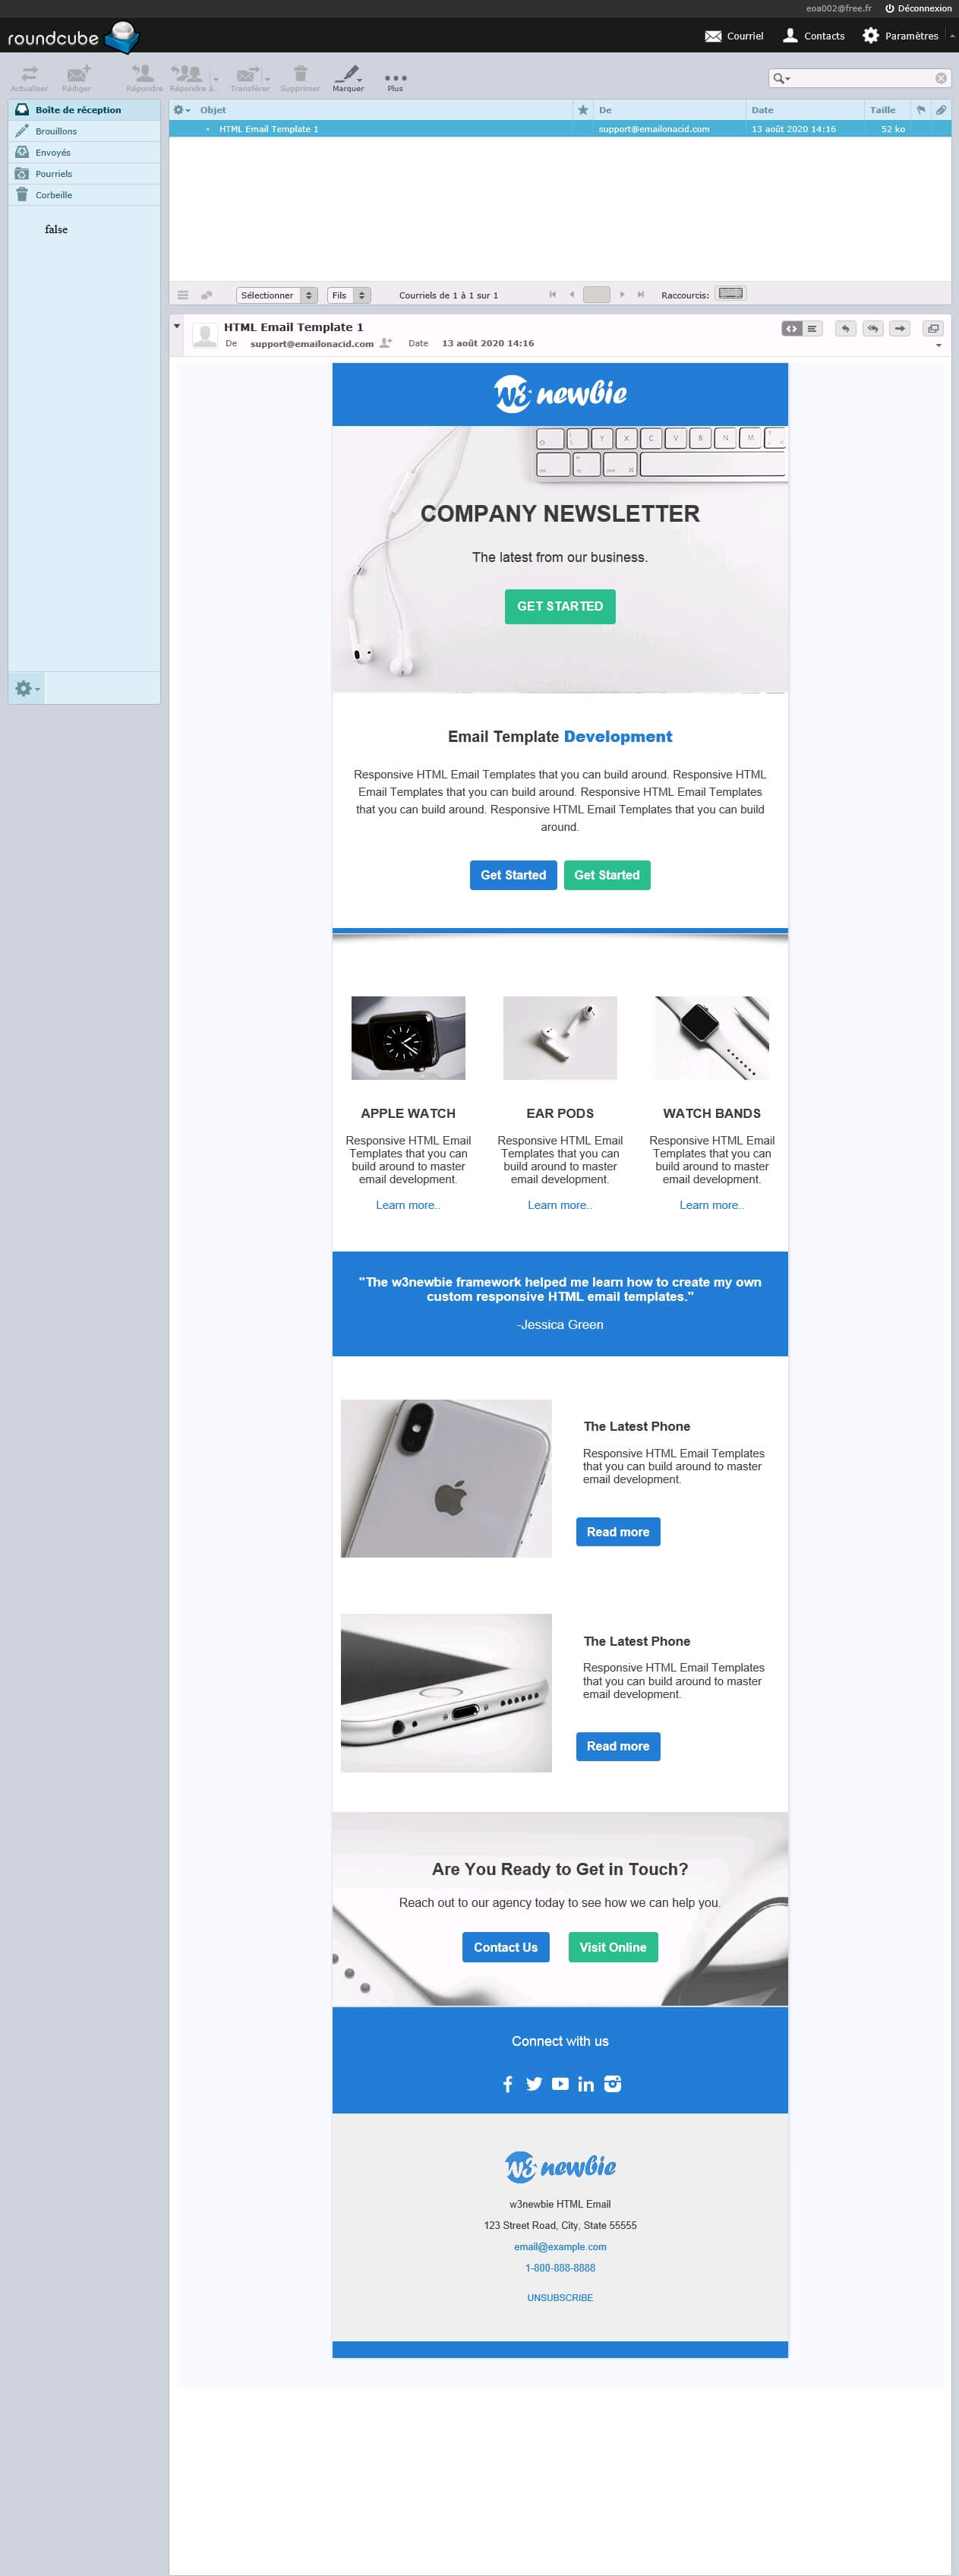 eoa002@free.fr Déconnexion
roundcube
Courriel Contacts Paramètres
Actualiser Rédiger Répondre Répondre à... Transférer Supprimer Marquer Plus
Boîte de réception
Brouillons
Envoyés
Pourriels
Corbeille
false
Objet De Date Taille
HTML Email Template 1 support@emailonacid.com 13 août 2020 14:16 52 ko
Sélectionner Fils Courriels de 1 à 1 sur 1 Raccourcis:
HTML Email Template 1
De support@emailonacid.com Date 13 août 2020 14:16
W3 newbie
Y X C V B N M
COMPANY NEWSLETTER
The latest from our business.
GET STARTED
Email Template Development
Responsive HTML Email Templates that you can build around. Responsive HTML
Email Templates that you can build around. Responsive HTML Email Templates
that you can build around. Responsive HTML Email Templates that you can build
around.
Get Started Get Started
APPLE WATCH
Responsive HTML Email
Templates that you can
build around to master
email development.
Learn more..
EAR PODS
Responsive HTML Email
Templates that you can
build around to master
email development.
Learn more..
WATCH BANDS
Responsive HTML Email
Templates that you can
build around to master
email development.
Learn more..
"The w3newbie framework helped me learn how to create my own
custom responsive HTML email templates."
-Jessica Green
The Latest Phone
Responsive HTML Email Templates
that you can build around to master
email development.
Read more
The Latest Phone
Responsive HTML Email Templates
that you can build around to master
email development.
Read more
Are You Ready to Get in Touch?
Reach out to our agency today to see how we can help you.
Contact Us Visit Online
Connect with us
W3 newbie
w3newbie HTML Email
123 Street Road, City, State 55555
email@example.com
1-800-888-8888
UNSUBSCRIBE